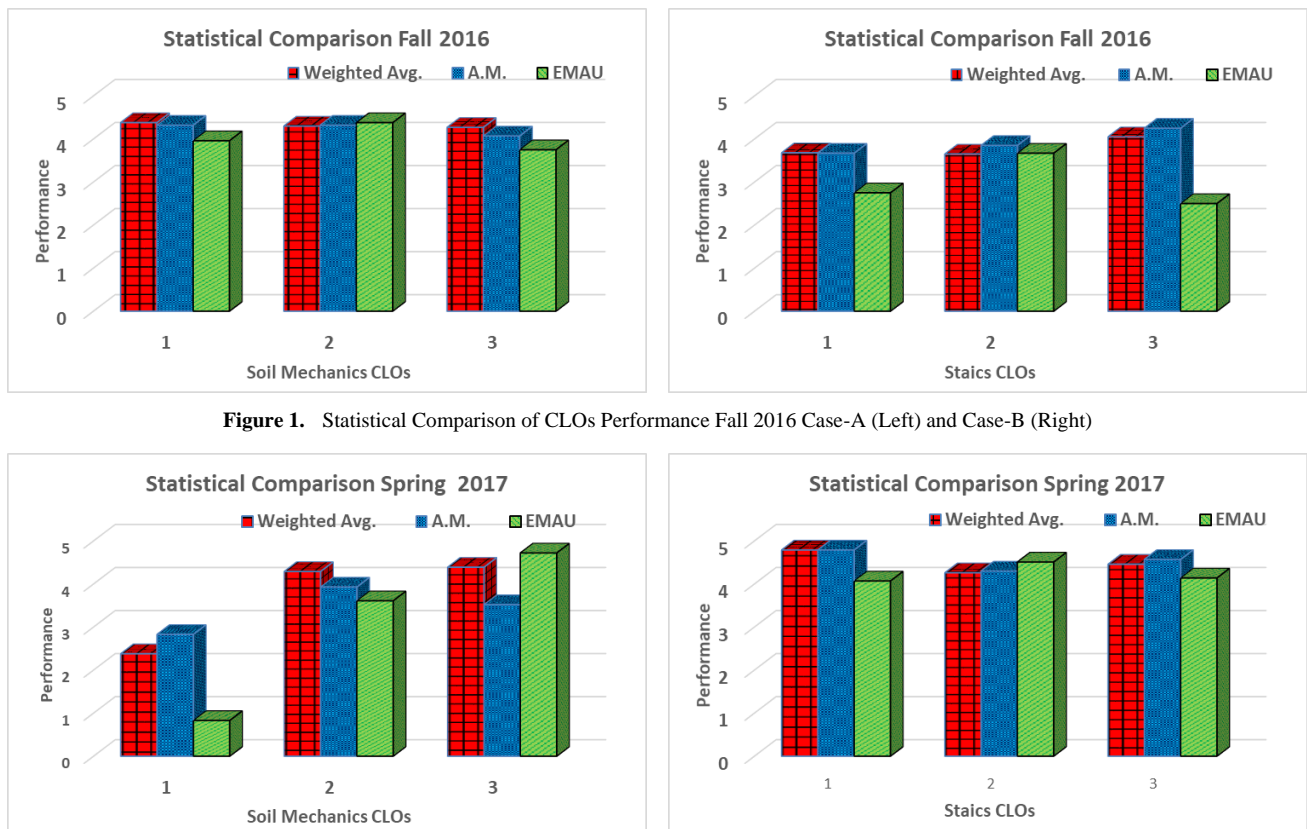 Statistical Comparison Fall 2016
Weighted Avg. A.M. EMAU
5
4
3
2
1
0
Performance
1 2 3
Soil Mechanics CLOs
Statistical Comparison Fall 2016
Weighted Avg. A.M. EMAU
5
4
3
2
1
0
Performance
1 2 3
Staics CLOs
Figure 1. Statistical Comparison of CLOs Performance Fall 2016 Case-A (Left) and Case-B (Right)
Statistical Comparison Spring 2017
Weighted Avg. A.M. EMAU
5
4
3
2
1
0
Performance
1 2 3
Soil Mechanics CLOs
Statistical Comparison Spring 2017
Weighted Avg. A.M. EMAU
5
4
3
2
1
0
Performance
1 2 3
Staics CLOs